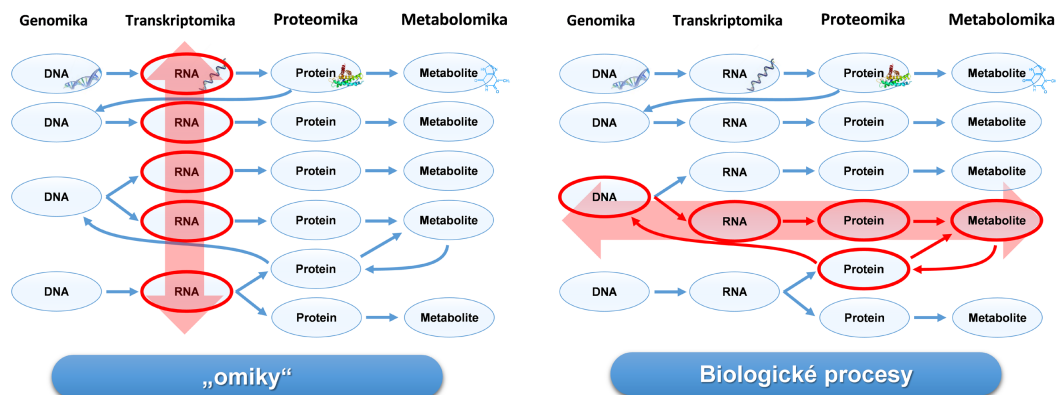 Genomika Transkriptomika Proteomika Metabolomika
DNA RNA Protein Metabolite
DNA RNA Protein Metabolite
RNA Protein Metabolite
DNA
RNA Protein Metabolite
Protein
DNA RNA
Protein Metabolite
„omiky“
Genomika Transkriptomika Proteomika Metabolomika
DNA RNA Protein Metabolite
DNA RNA Protein Metabolite
RNA Protein Metabolite
DNA
RNA Protein Metabolite
Protein
DNA RNA
Protein Metabolite
Biologické procesy